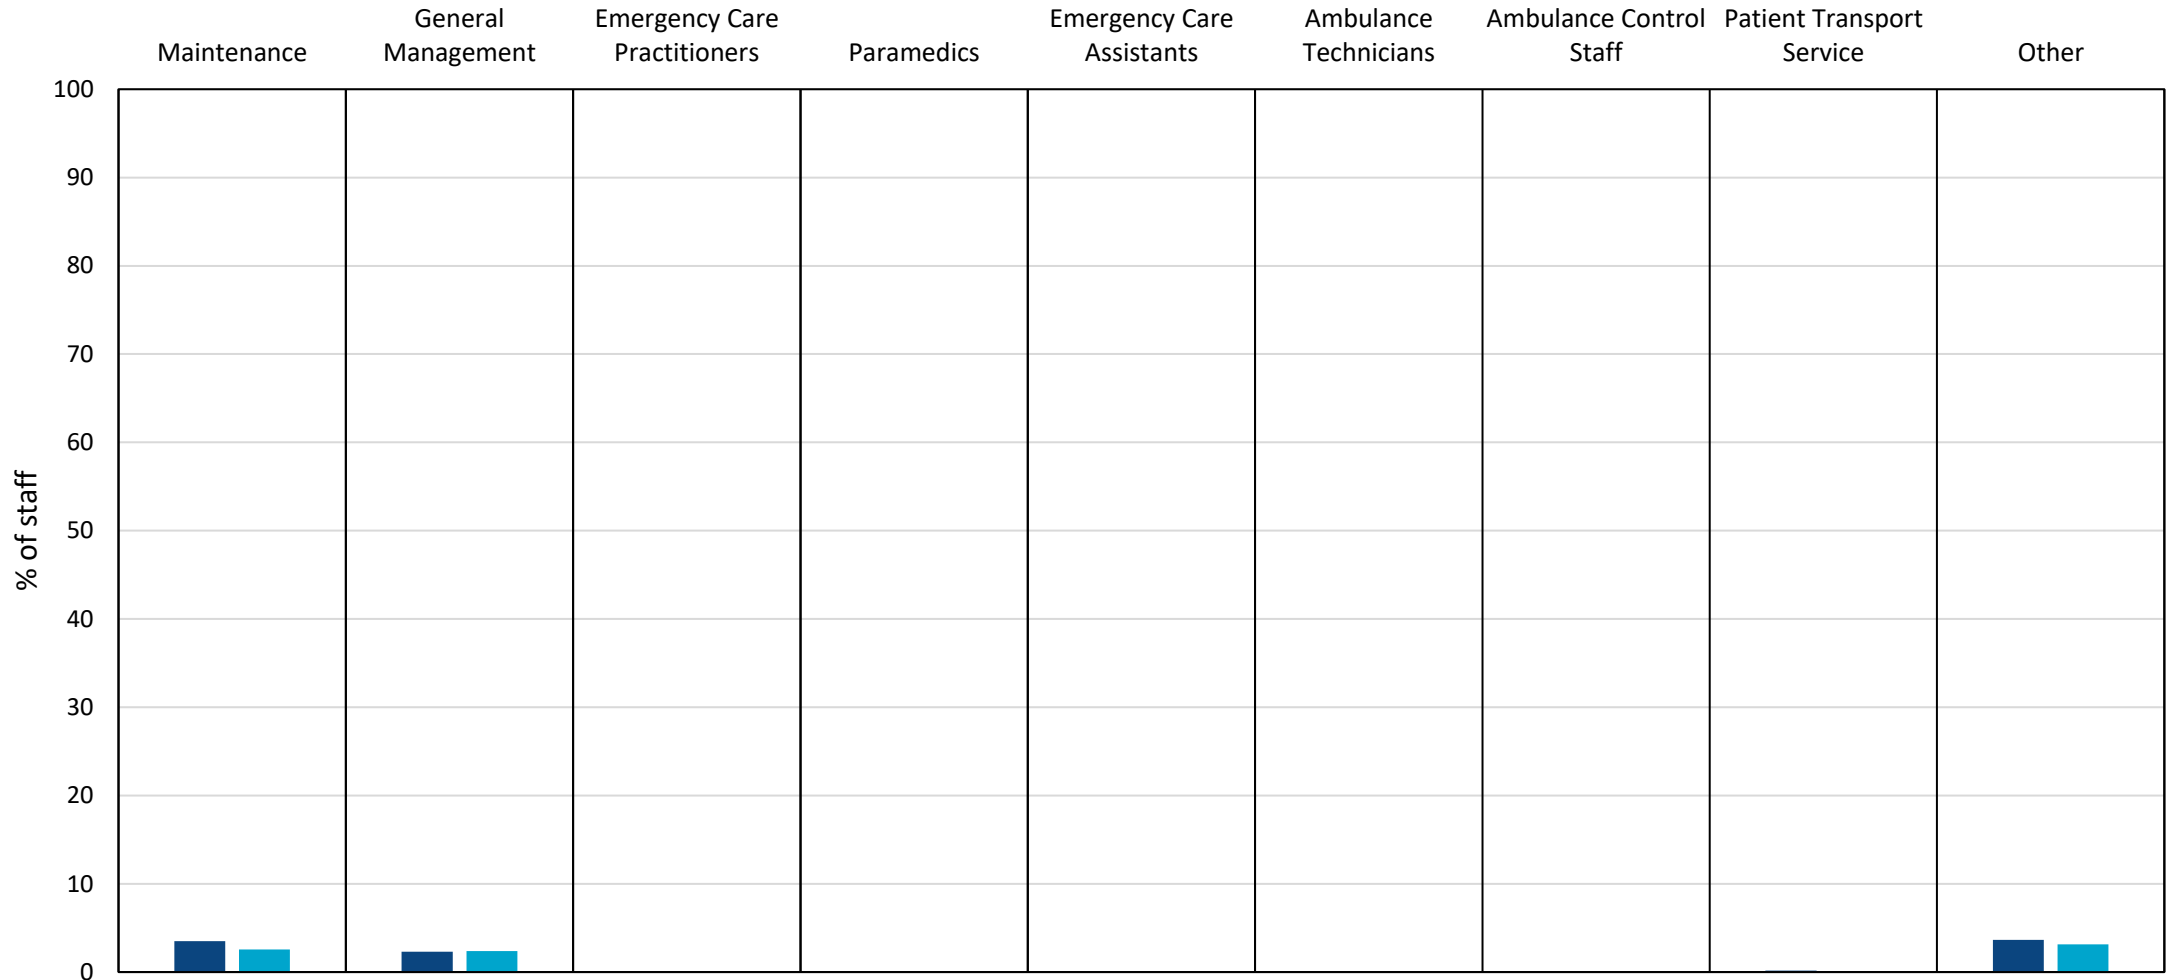 Maintenance
General
Management
Emergency Care
Practitioners
Paramedics
Emergency Care
Assistants
Ambulance
Technicians
Ambulance Control
Staff
Patient Transport
Service
Other
% of staff
100
90
80
70
60
50
40
30
20
10
0